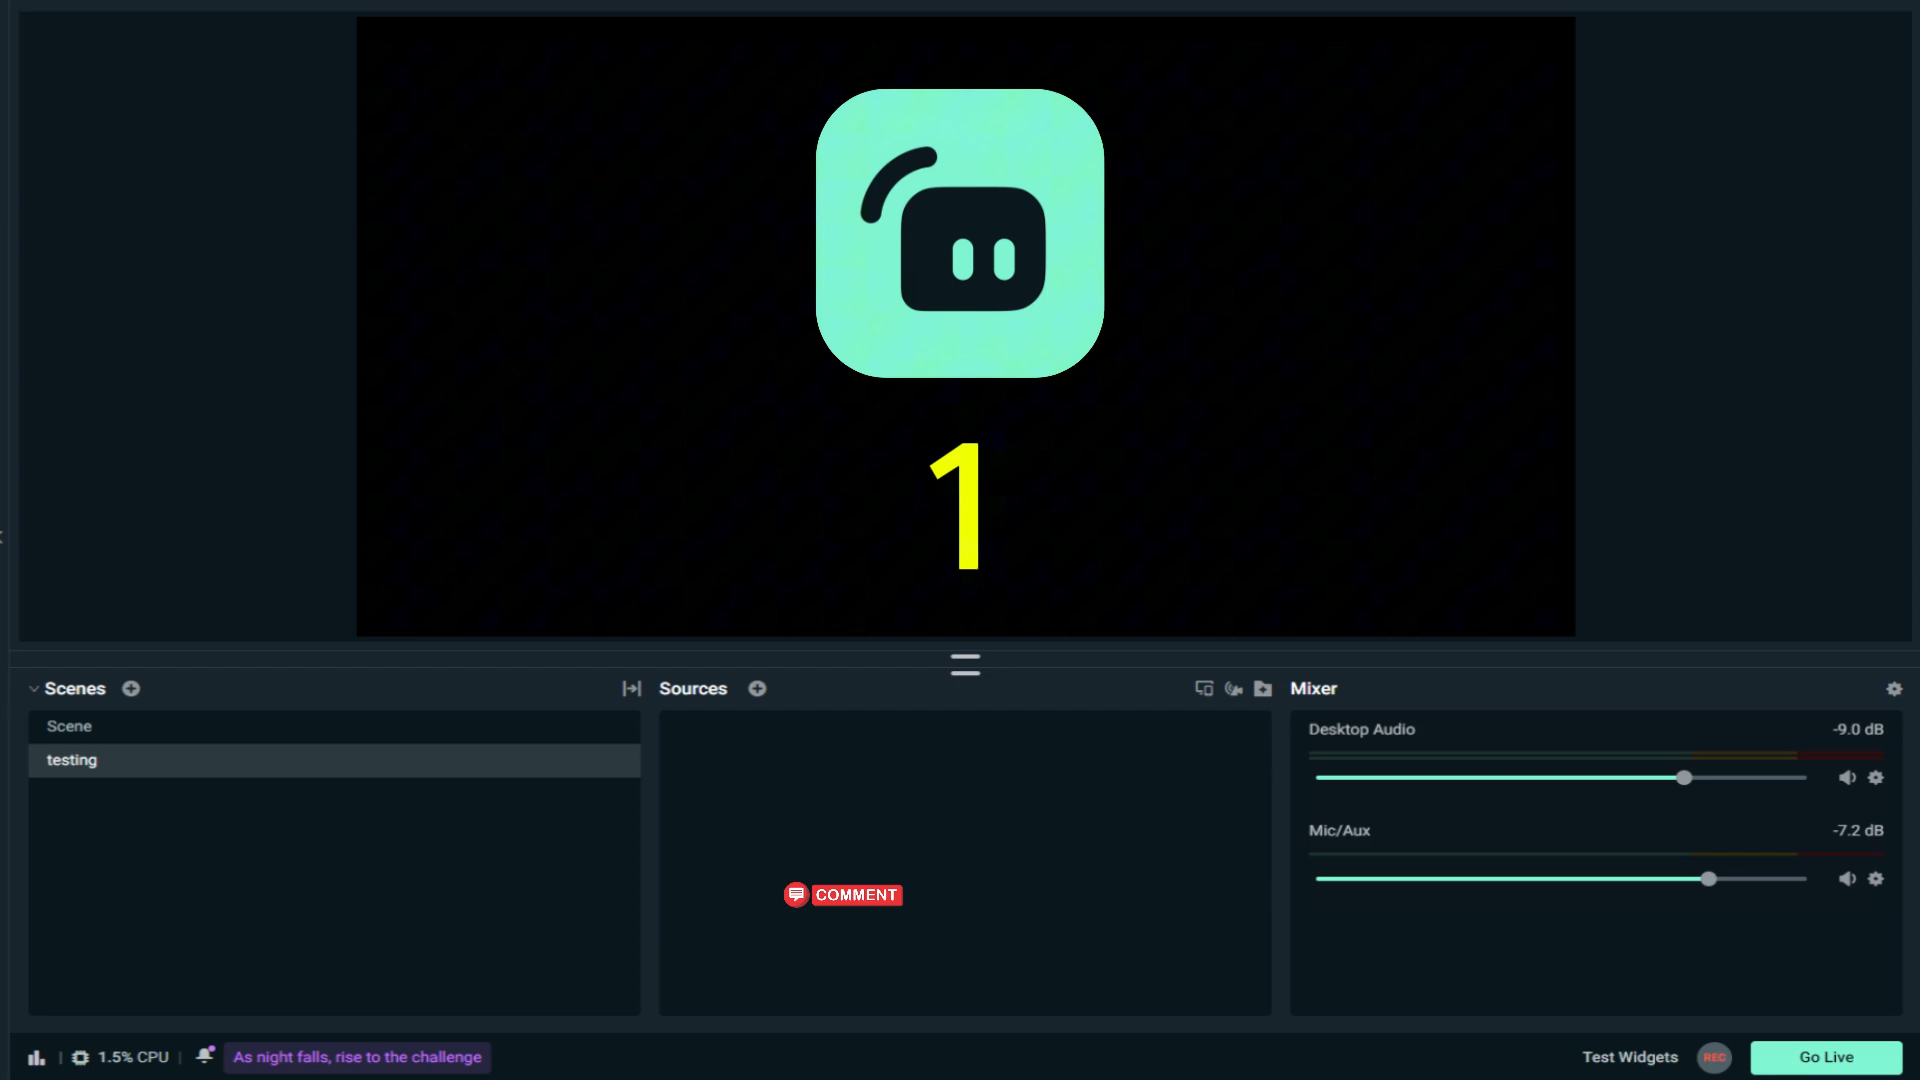 1
Scenes
Sources
Mixer
Scene
testing
Desktop Audio
-9.0 dB
Mic/Aux
-7.2 dB
COMMENT
1.5% CPU
As night falls, rise to the challenge
Test Widgets
REC
Go Live